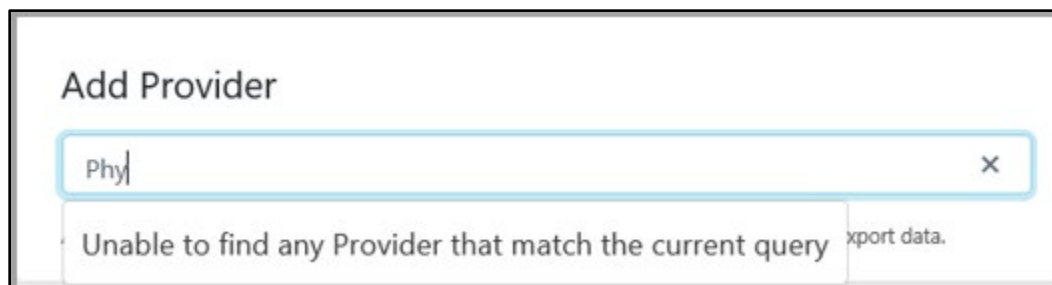 Add Provider
Phy
Unable to find any Provider that match the current query
xport data.